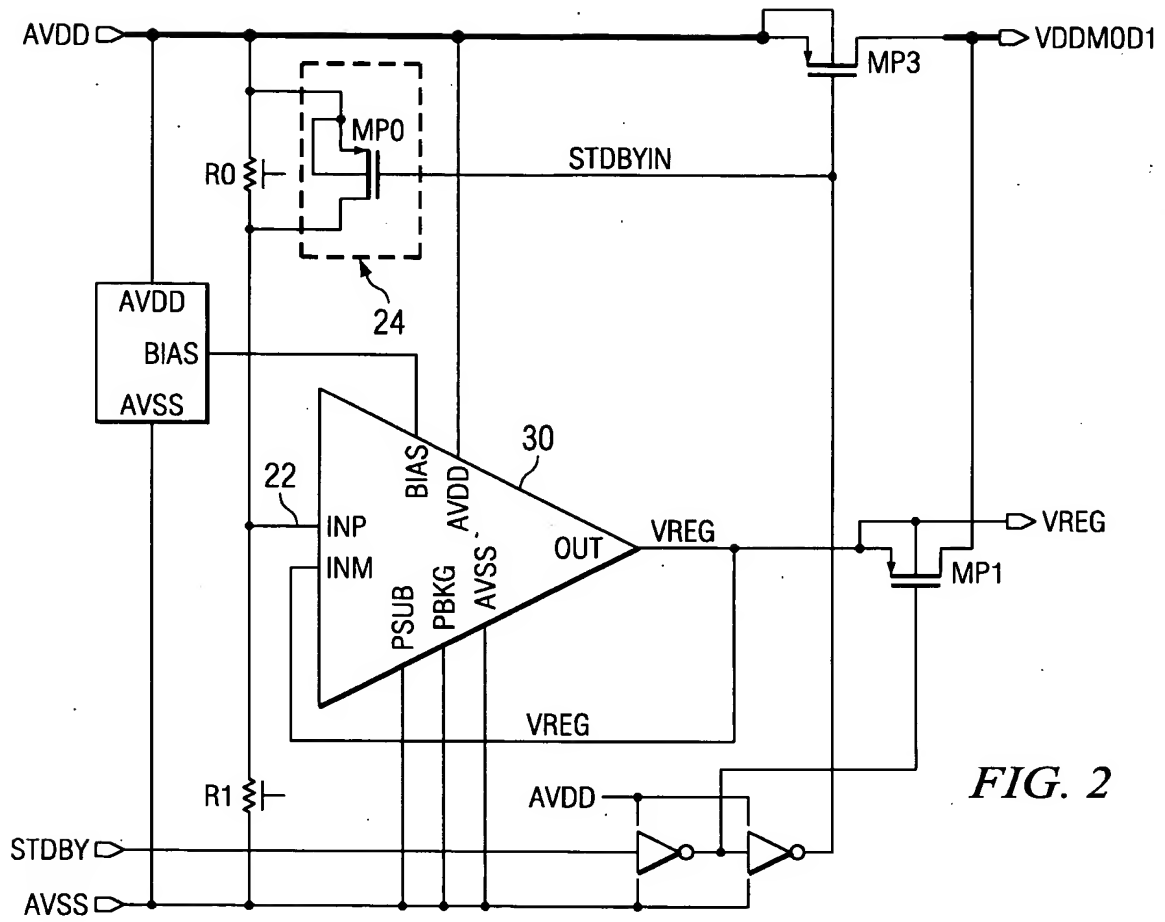 AVDD
VDDMOD1
MP3
MP0
STDBYIN
R0
24
AVDD
BIAS
AVSS
30
BIAS
AVDD
22
INP
INM
OUT
VREG
VREG
MP1
PSUB
PBKG
AVSS
VREG
R1
AVDD
FIG. 2
STDBY
AVSS